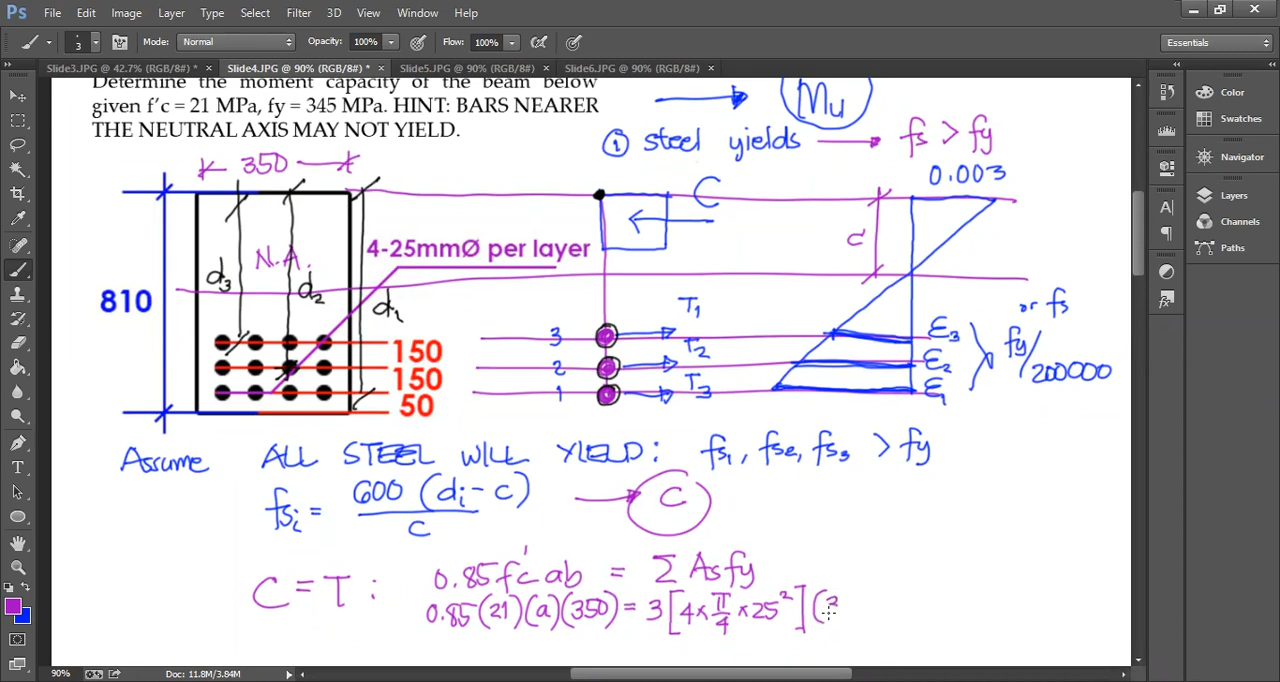 Ps File Edit Image Layer Type Select Filter 3D View Window Help
3 Mode: Normal Opacity: 100% Flow: 100% Essentials
Slide3.JPG @ 42.7% (RGB/8#) * × Slide4.JPG @ 90% (RGB/8#) * × Slide5.JPG @ 90% (RGB/8#) × Slide6.JPG @ 90% (RGB/8#) ×
Determine the moment capacity of the beam below
given f'c = 21 MPa, fy = 345 MPa. HINT: BARS NEARER
THE NEUTRAL AXIS MAY NOT YIELD.
Mu
① steel yields → fs > fy
350
0.003
C
c
N.A.
4-25mmØ per layer
d3
d2
d1
810
150
150
50
3
2
1
T1
T2
T3
ε3
ε2
ε1
or fs
fy/200000
Assume ALL STEEL WILL YIELD: fs1, fs2, fs3 > fy
fsi = 600 (di - c) / c → C
C = T : 0.85f'c ab = Σ Asfy
0.85(21)(a)(350) = 3[4×π/4×25²](3
Color
Swatches
Navigator
Layers
Channels
Paths
90% Doc: 11.8M/3.84M